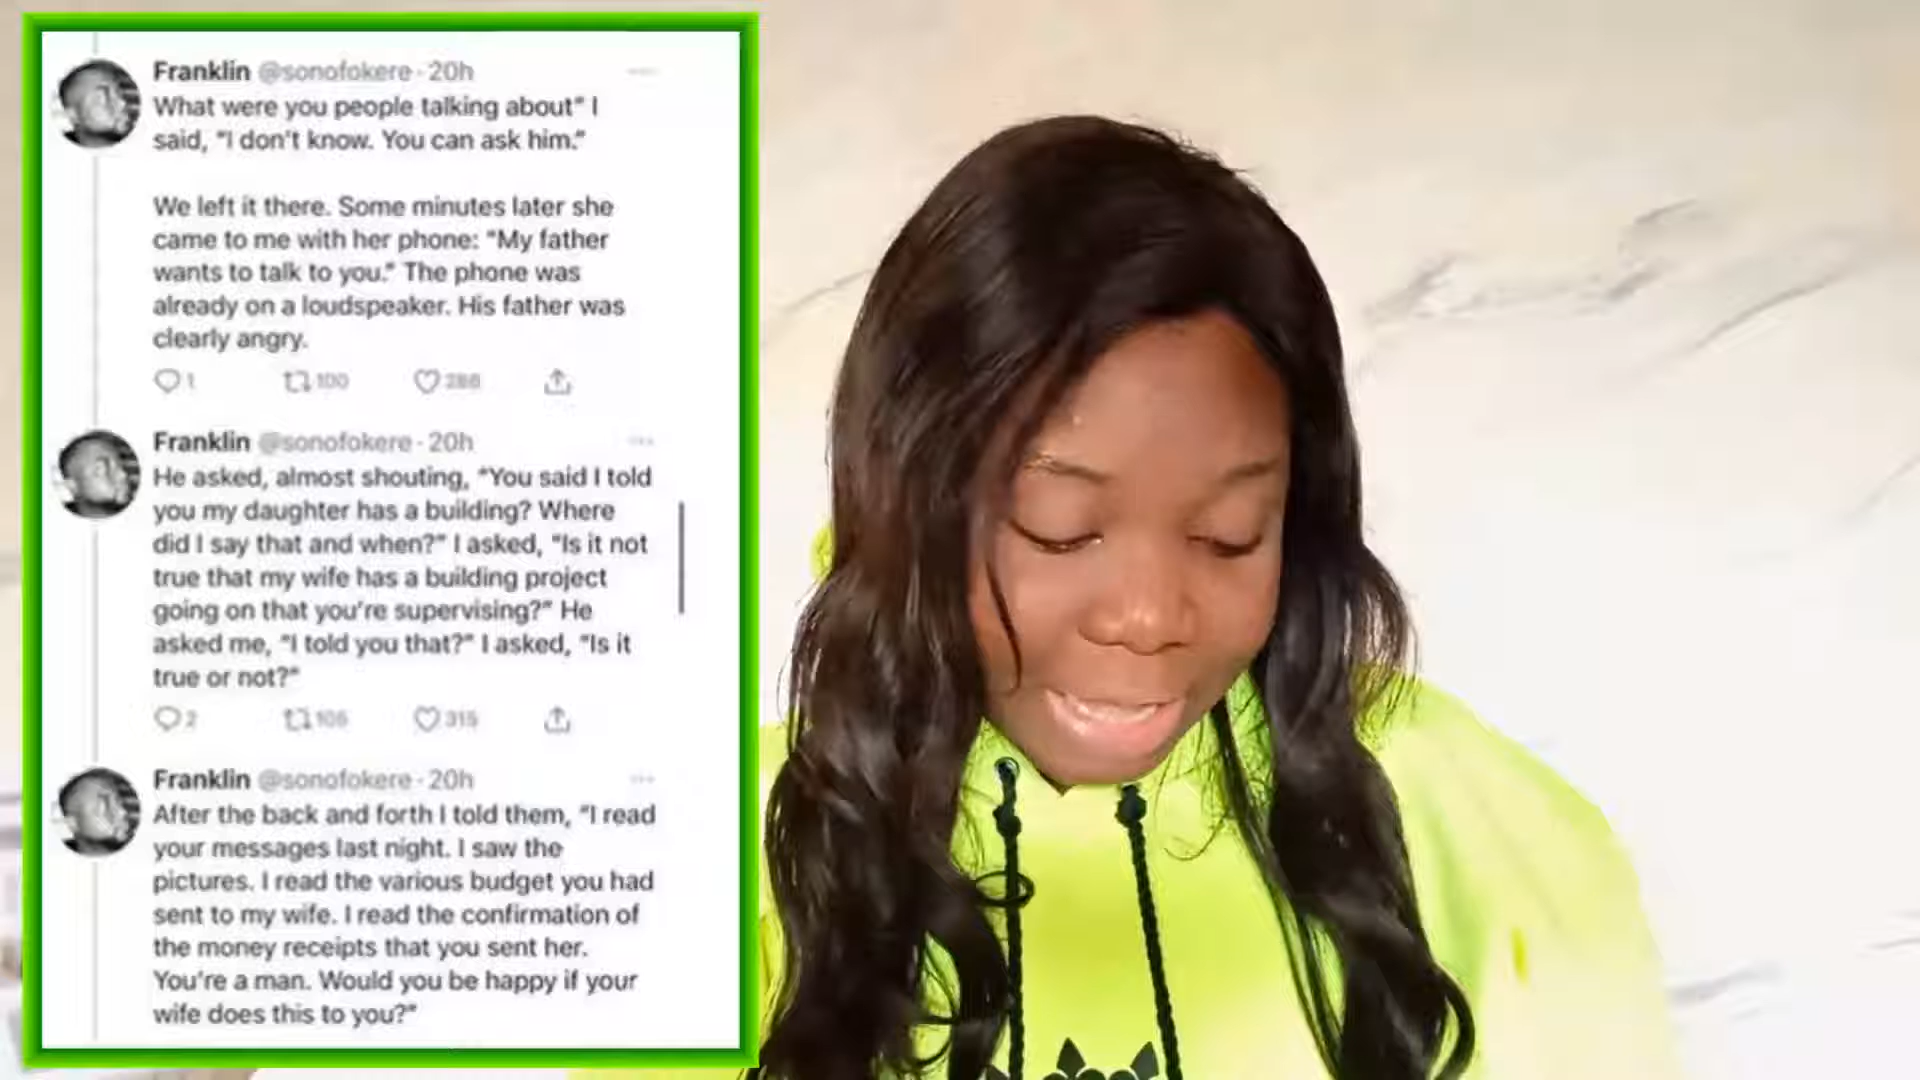 Franklin @sonofokere · 20h
What were you people talking about” I
said, “I don't know. You can ask him.”
We left it there. Some minutes later she
came to me with her phone: “My father
wants to talk to you.” The phone was
already on a loudspeaker. His father was
clearly angry.
1 100 286
Franklin @sonofokere · 20h
He asked, almost shouting, “You said I told
you my daughter has a building? Where
did I say that and when?” I asked, “Is it not
true that my wife has a building project
going on that you're supervising?” He
asked me, “I told you that?” I asked, “Is it
true or not?”
2 106 315
Franklin @sonofokere · 20h
After the back and forth I told them, “I read
your messages last night. I saw the
pictures. I read the various budget you had
sent to my wife. I read the confirmation of
the money receipts that you sent her.
You're a man. Would you be happy if your
wife does this to you?”